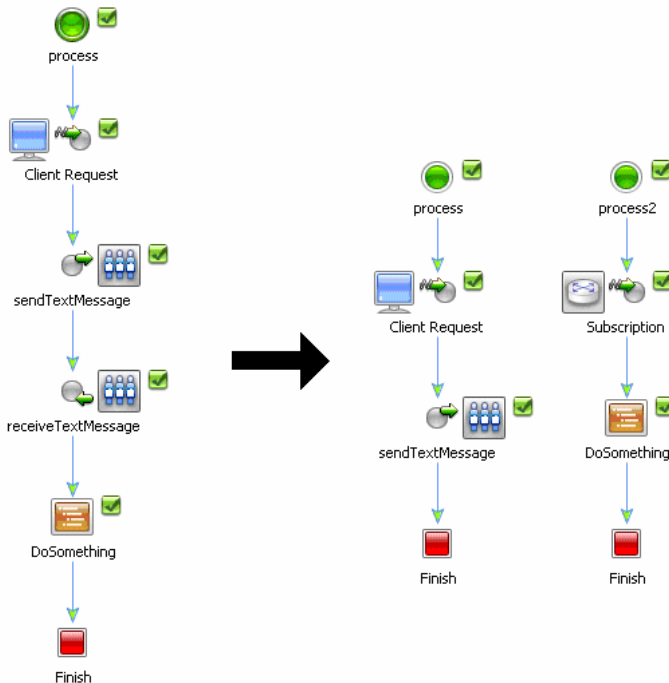 process
Client Request
sendTextMessage
receiveTextMessage
DoSomething
Finish
process
Client Request
sendTextMessage
Finish
process2
Subscription
DoSomething
Finish